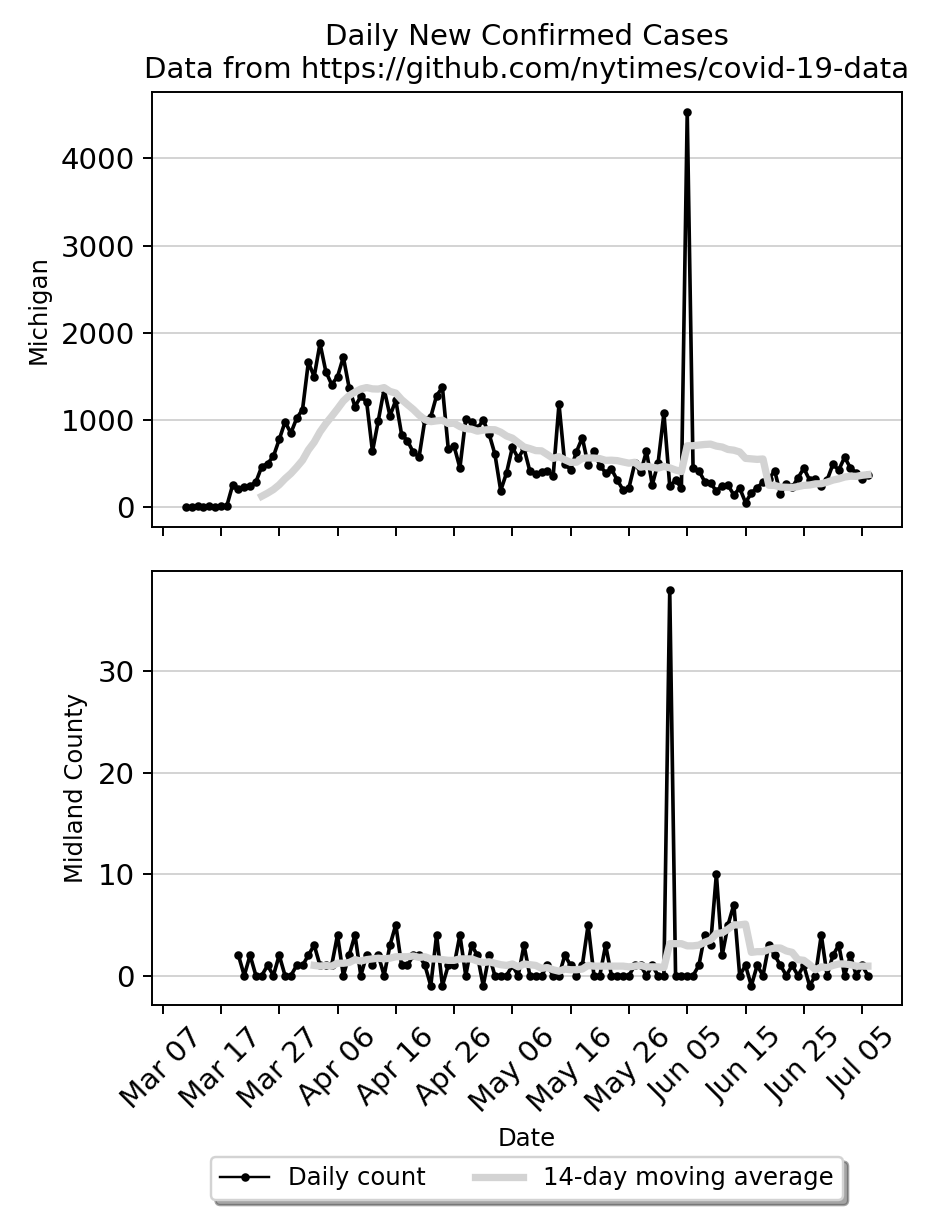 Daily New Confirmed Cases
Data from https://github.com/nytimes/covid-19-data
4000
3000
2000
1000
0
Michigan
30
20
10
0
Midland County
Mar 07
Mar 17
Mar 27
Apr 06
Apr 16
Apr 26
May 06
May 16
May 26
Jun 05
Jun 15
Jun 25
Jul 05
Date
Daily count
14-day moving average